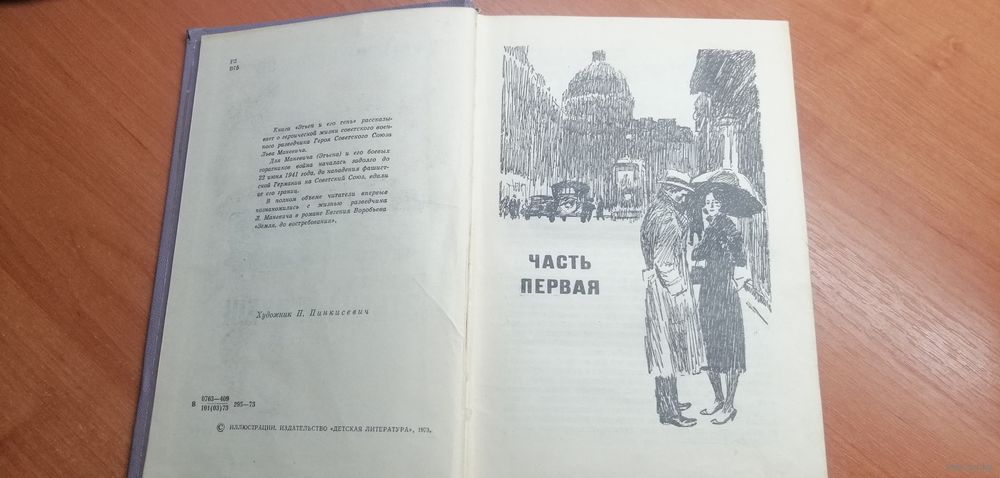 Р2
В75
Книга «Этьен и его тень» рассказы-
вает о героической жизни советского воен-
ного разведчика Героя Советского Союза
Льва Маневича.
Для Маневича (Этьена) и его боевых
соратников война началась задолго до
22 июня 1941 года, до нападения фашист-
ской Германии на Советский Союз, вдали
от его границ.
В полном объеме читатели впервые
познакомились с жизнью разведчика
Л. Маневича в романе Евгения Воробьева
«Земля, до востребования».
Художник П. Пинкисевич
В 0763—409
101(03)73 295—73
© ИЛЛЮСТРАЦИИ. ИЗДАТЕЛЬСТВО «ДЕТСКАЯ ЛИТЕРАТУРА», 1973.
ЧАСТЬ
ПЕРВАЯ